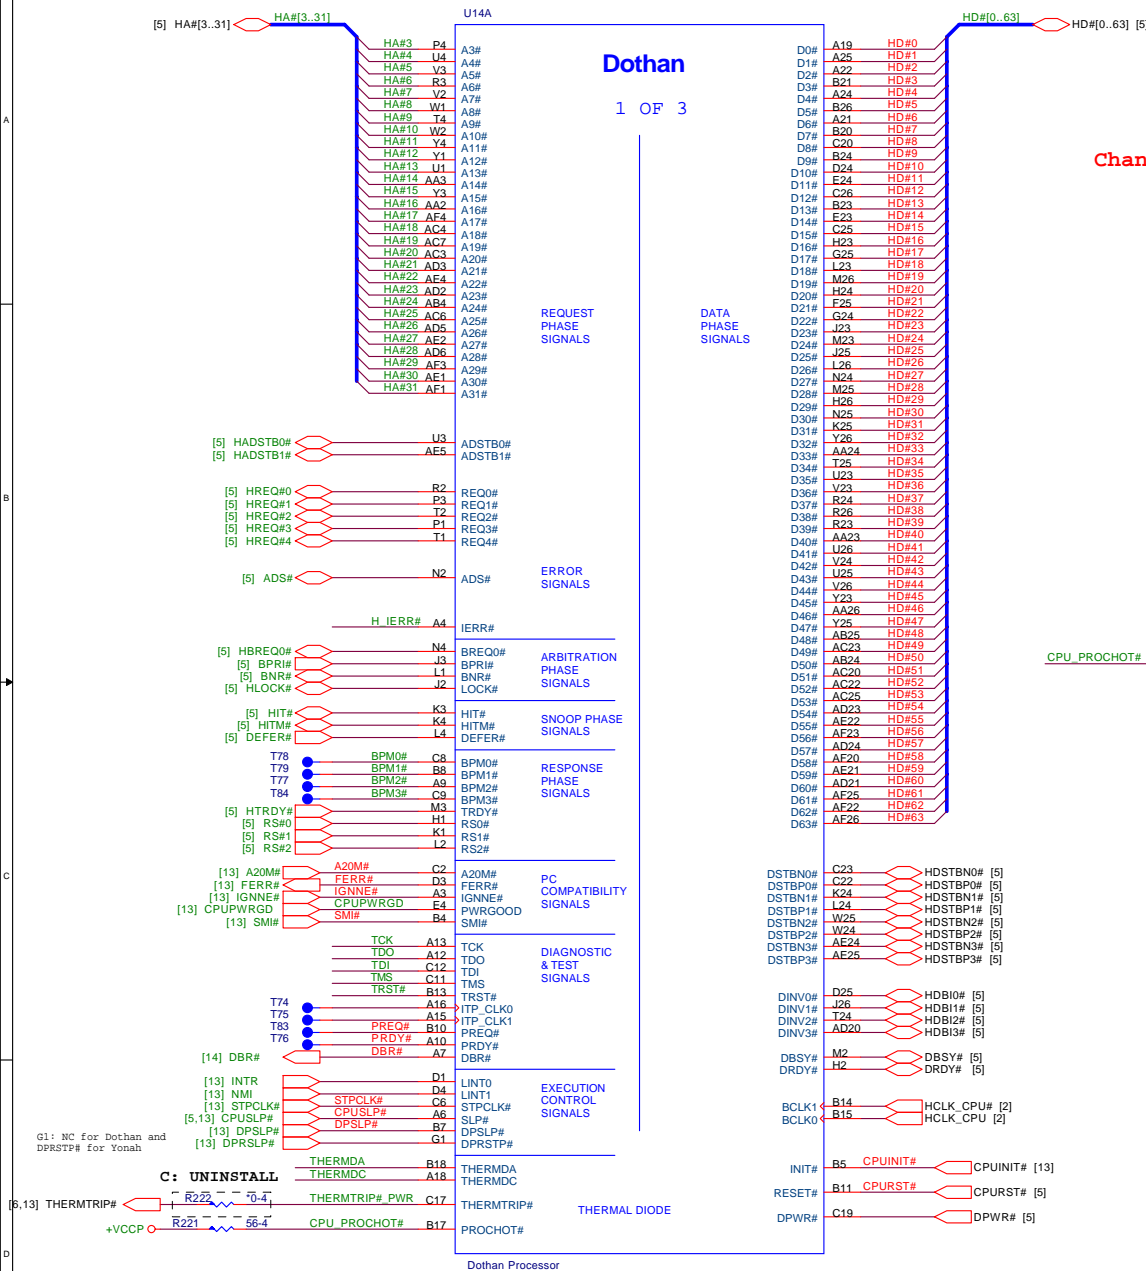 U14A
[5] HA#[3..31] HA#[3..31] HD#[0..63] HD#[0..63] [5]
Dothan
1 OF 3
HA#3 P4 A3# D0# A19 HD#0
HA#4 U4 A4# D1# A25 HD#1
HA#5 V3 A5# D2# A22 HD#2
HA#6 R3 A6# D3# B21 HD#3
HA#7 V2 A7# D4# A24 HD#4
HA#8 W1 A8# D5# B26 HD#5
HA#9 T4 A9# D6# A21 HD#6
HA#10 W2 A10# D7# B20 HD#7
HA#11 Y4 A11# D8# C20 HD#8
HA#12 Y1 A12# D9# B24 HD#9
HA#13 U1 A13# D10# D24 HD#10
HA#14 AA3 A14# D11# E24 HD#11
HA#15 Y3 A15# D12# C26 HD#12
HA#16 AA2 A16# D13# B23 HD#13
HA#17 AF4 A17# D14# E23 HD#14
HA#18 AC4 A18# D15# C25 HD#15
HA#19 AC7 A19# D16# H23 HD#16
HA#20 AC3 A20# D17# G25 HD#17
HA#21 AD3 A21# D18# L23 HD#18
HA#22 AE4 A22# D19# M26 HD#19
HA#23 AD2 A23# D20# H24 HD#20
HA#24 AB4 A24# D21# F25 HD#21
HA#25 AC6 A25# D22# G24 HD#22
HA#26 AD5 A26# D23# J23 HD#23
HA#27 AE2 A27# D24# M23 HD#24
HA#28 AD6 A28# D25# J25 HD#25
HA#29 AF3 A29# D26# L26 HD#26
HA#30 AE1 A30# D27# N24 HD#27
HA#31 AF1 A31# D28# M25 HD#28
D29# H26 HD#29
D30# N25 HD#30
D31# K25 HD#31
D32# Y26 HD#32
D33# AA24 HD#33
D34# T25 HD#34
D35# U23 HD#35
D36# V23 HD#36
D37# R24 HD#37
D38# R26 HD#38
D39# R23 HD#39
D40# AA23 HD#40
D41# U26 HD#41
D42# V24 HD#42
D43# U25 HD#43
D44# V26 HD#44
D45# Y23 HD#45
D46# AA26 HD#46
D47# Y25 HD#47
D48# AB25 HD#48
D49# AC23 HD#49
D50# AB24 HD#50
D51# AC20 HD#51
D52# AC22 HD#52
D53# AC25 HD#53
D54# AD23 HD#54
D55# AE22 HD#55
D56# AF23 HD#56
D57# AD24 HD#57
D58# AF20 HD#58
D59# AE21 HD#59
D60# AD21 HD#60
D61# AF25 HD#61
D62# AF22 HD#62
D63# AF26 HD#63
REQUEST
PHASE
SIGNALS
DATA
PHASE
SIGNALS
[5] HADSTB0# U3 ADSTB0#
[5] HADSTB1# AE5 ADSTB1#
[5] HREQ#0 R2 REQ0#
[5] HREQ#1 P3 REQ1#
[5] HREQ#2 T2 REQ2#
[5] HREQ#3 P1 REQ3#
[5] HREQ#4 T1 REQ4#
[5] ADS# N2 ADS#
ERROR
SIGNALS
H_IERR# A4 IERR#
[5] HBREQ0# N4 BREQ0#
[5] BPRI# J3 BPRI#
[5] BNR# L1 BNR#
[5] HLOCK# J2 LOCK#
ARBITRATION
PHASE
SIGNALS
[5] HIT# K3 HIT#
[5] HITM# K4 HITM#
[5] DEFER# L4 DEFER#
SNOOP PHASE
SIGNALS
T78 BPM0# C8 BPM0#
T79 BPM1# B8 BPM1#
T77 BPM2# A9 BPM2#
T84 BPM3# C9 BPM3#
[5] HTRDY# M3 TRDY#
[5] RS#0 H1 RS0#
[5] RS#1 K1 RS1#
[5] RS#2 L2 RS2#
RESPONSE
PHASE
SIGNALS
[13] A20M# A20M# C2 A20M#
[13] FERR# FERR# D3 FERR#
[13] IGNNE# IGNNE# A3 IGNNE#
[13] CPUPWRGD CPUPWRGD E4 PWRGOOD
[13] SMI# SMI# B4 SMI#
PC
COMPATIBILITY
SIGNALS
TCK A13 TCK
TDO A12 TDO
TDI C12 TDI
TMS C11 TMS
TRST# B13 TRST#
T74 A16 ITP_CLK0
T75 A15 ITP_CLK1
T83 PREQ# B10 PREQ#
T76 PRDY# A10 PRDY#
[14] DBR# DBR# A7 DBR#
DIAGNOSTIC
& TEST
SIGNALS
[13] INTR D1 LINT0
[13] NMI D4 LINT1
[13] STPCLK# STPCLK# C6 STPCLK#
[5,13] CPUSLP# CPUSLP# A6 SLP#
[13] DPSLP# DPSLP# B7 DPSLP#
[13] DPRSLP# G1 DPRSTP#
EXECUTION
CONTROL
SIGNALS
G1: NC for Dothan and
DPRSTP# for Yonah
THERMDA B18 THERMDA
THERMDC A18 THERMDC
C: UNINSTALL
[6,13] THERMTRIP# R222 *0-4 THERMTRIP#_PWR C17 THERMTRIP#
+VCCP R221 56-4 CPU_PROCHOT# B17 PROCHOT#
THERMAL DIODE
DSTBN0# C23 HDSTBN0# [5]
DSTBP0# C22 HDSTBP0# [5]
DSTBN1# K24 HDSTBN1# [5]
DSTBP1# L24 HDSTBP1# [5]
DSTBN2# W25 HDSTBN2# [5]
DSTBP2# W24 HDSTBP2# [5]
DSTBN3# AE24 HDSTBN3# [5]
DSTBP3# AE25 HDSTBP3# [5]
DINV0# D25 HDBI0# [5]
DINV1# J26 HDBI1# [5]
DINV2# T24 HDBI2# [5]
DINV3# AD20 HDBI3# [5]
DBSY# M2 DBSY# [5]
DRDY# H2 DRDY# [5]
BCLK1 B14 HCLK_CPU# [2]
BCLK0 B15 HCLK_CPU [2]
INIT# B5 CPUINIT# CPUINIT# [13]
RESET# B11 CPURST# CPURST# [5]
DPWR# C19 DPWR# [5]
Dothan Processor
Chan
CPU_PROCHOT#
A
B
C
D